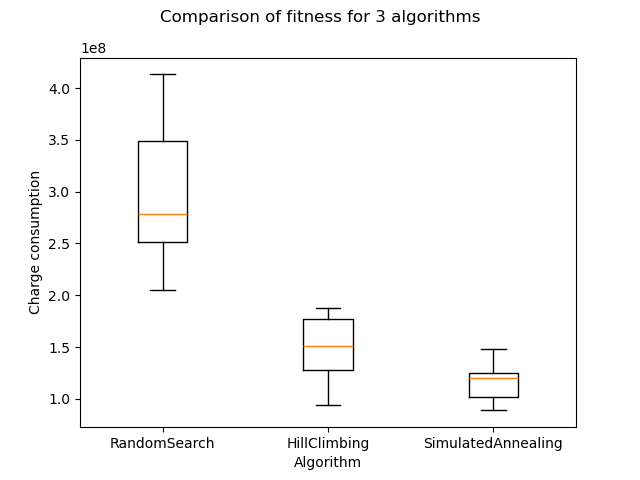 Comparison of fitness for 3 algorithms
1e8
4.0
3.5
3.0
2.5
2.0
1.5
1.0
Charge consumption
RandomSearch HillClimbing SimulatedAnnealing
Algorithm